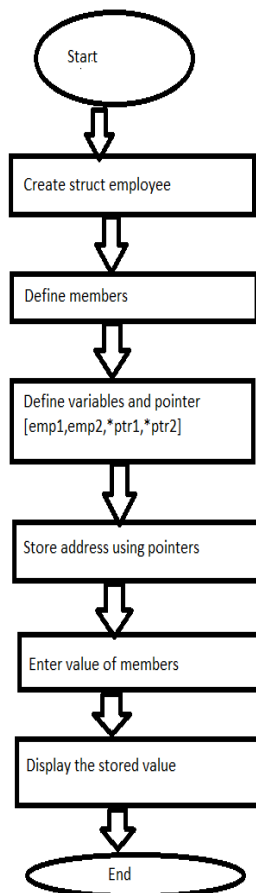 Start
Create struct employee
Define members
Define variables and pointer
[emp1,emp2,*ptr1,*ptr2]
Store address using pointers
Enter value of members
Display the stored value
End